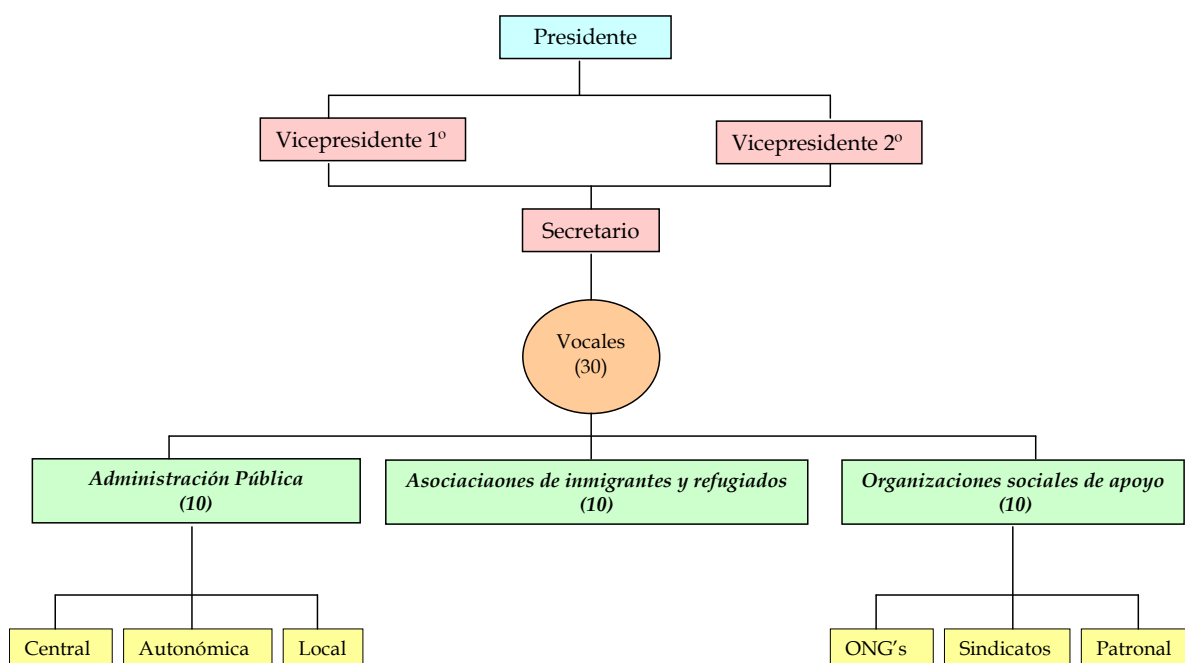 Presidente
Vicepresidente 1º
Vicepresidente 2º
Secretario
Vocales
(30)
Administración Pública
(10)
Asociaciaones de inmigrantes y refugiados
(10)
Organizaciones sociales de apoyo
(10)
Central
Autonómica
Local
ONG's
Sindicatos
Patronal